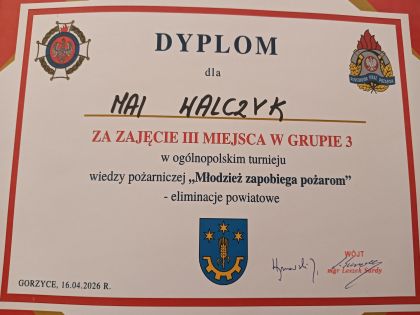 DYPLOM
dla
MAI WALCZYK
ZA ZAJĘCIE III MIEJSCA W GRUPIE 3
w ogólnopolskim turnieju
wiedzy pożarniczej „Młodzież zapobiega pożarom”
- eliminacje powiatowe
WÓJT
mgr Leszek Surdy
GORZYCE, 16.04.2026 R.